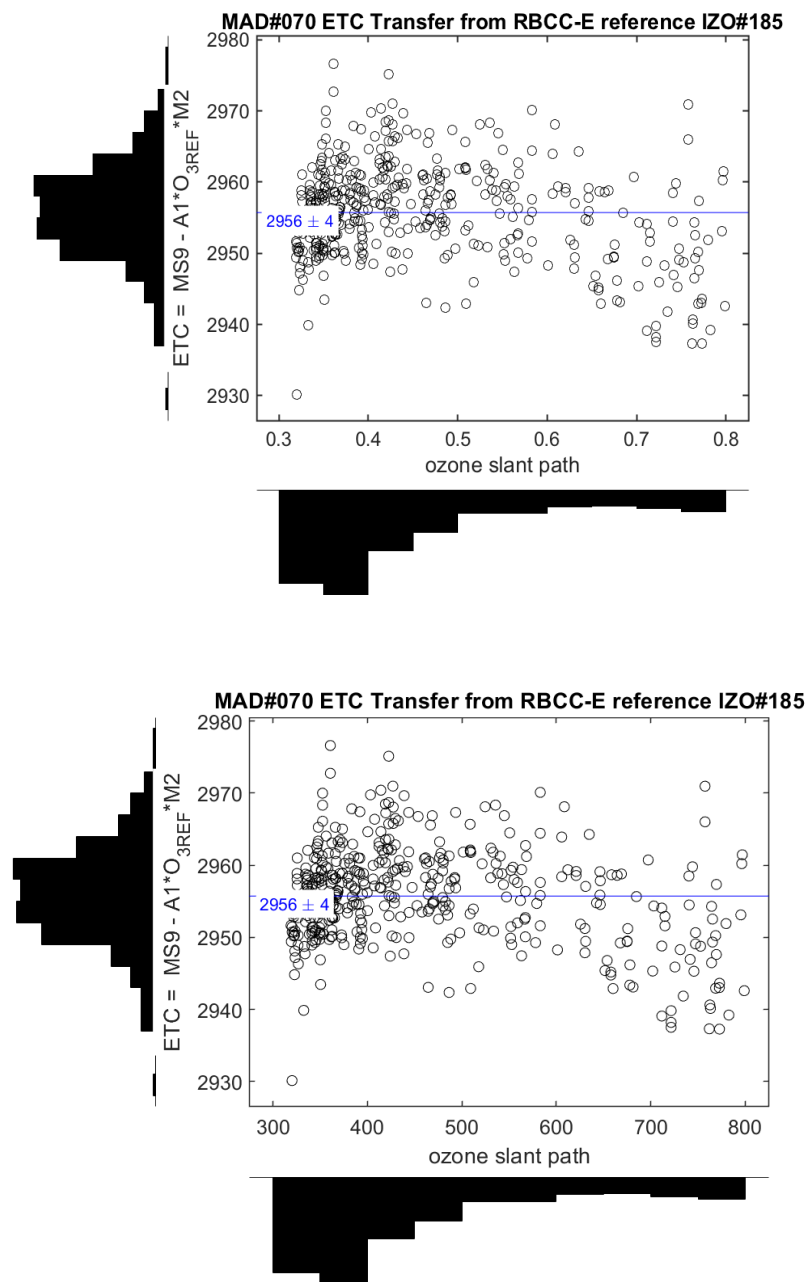 MAD#070 ETC Transfer from RBCC-E reference IZO#185
2980
2970
2960
2950
2940
2930
ETC = MS9 - A1*O3REF*M2
2956 ± 4
0.3 0.4 0.5 0.6 0.7 0.8
ozone slant path
MAD#070 ETC Transfer from RBCC-E reference IZO#185
2980
2970
2960
2950
2940
2930
ETC = MS9 - A1*O3REF*M2
2956 ± 4
300 400 500 600 700 800
ozone slant path